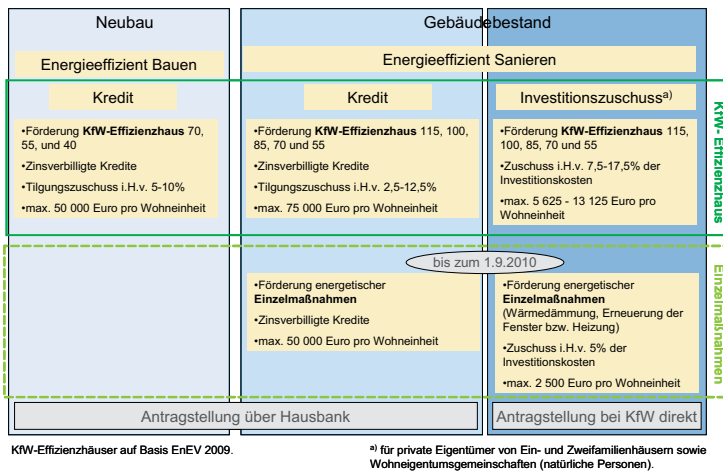 Neubau
Gebäudebestand
Energieeffizient Bauen
Energieeffizient Sanieren
Kredit
Kredit
Investitionszuschuss a)
•Förderung KfW-Effizienzhaus 70,
55, und 40
•Zinsverbilligte Kredite
•Tilgungszuschuss i.H.v. 5-10%
•max. 50 000 Euro pro Wohneinheit
•Förderung KfW-Effizienzhaus 115, 100,
85, 70 und 55
•Zinsverbilligte Kredite
•Tilgungszuschuss i.H.v. 2,5-12,5%
•max. 75 000 Euro pro Wohneinheit
•Förderung KfW-Effizienzhaus 115,
100, 85, 70 und 55
•Zuschuss i.H.v. 7,5-17,5% der
Investitionskosten
•max. 5 625 - 13 125 Euro pro
Wohneinheit
KfW- Effizienzhaus
bis zum 1.9.2010
•Förderung energetischer
Einzelmaßnahmen
•Zinsverbilligte Kredite
•max. 50 000 Euro pro Wohneinheit
•Förderung energetischer
Einzelmaßnahmen
(Wärmedämmung, Erneuerung der
Fenster bzw. Heizung)
•Zuschuss i.H.v. 5% der
Investitionskosten
•max. 2 500 Euro pro Wohneinheit
Einzelmaßnahmen
Antragstellung über Hausbank
Antragstellung bei KfW direkt
KfW-Effizienzhäuser auf Basis EnEV 2009.
a) für private Eigentümer von Ein- und Zweifamilienhäusern sowie
Wohneigentumsgemeinschaften (natürliche Personen).